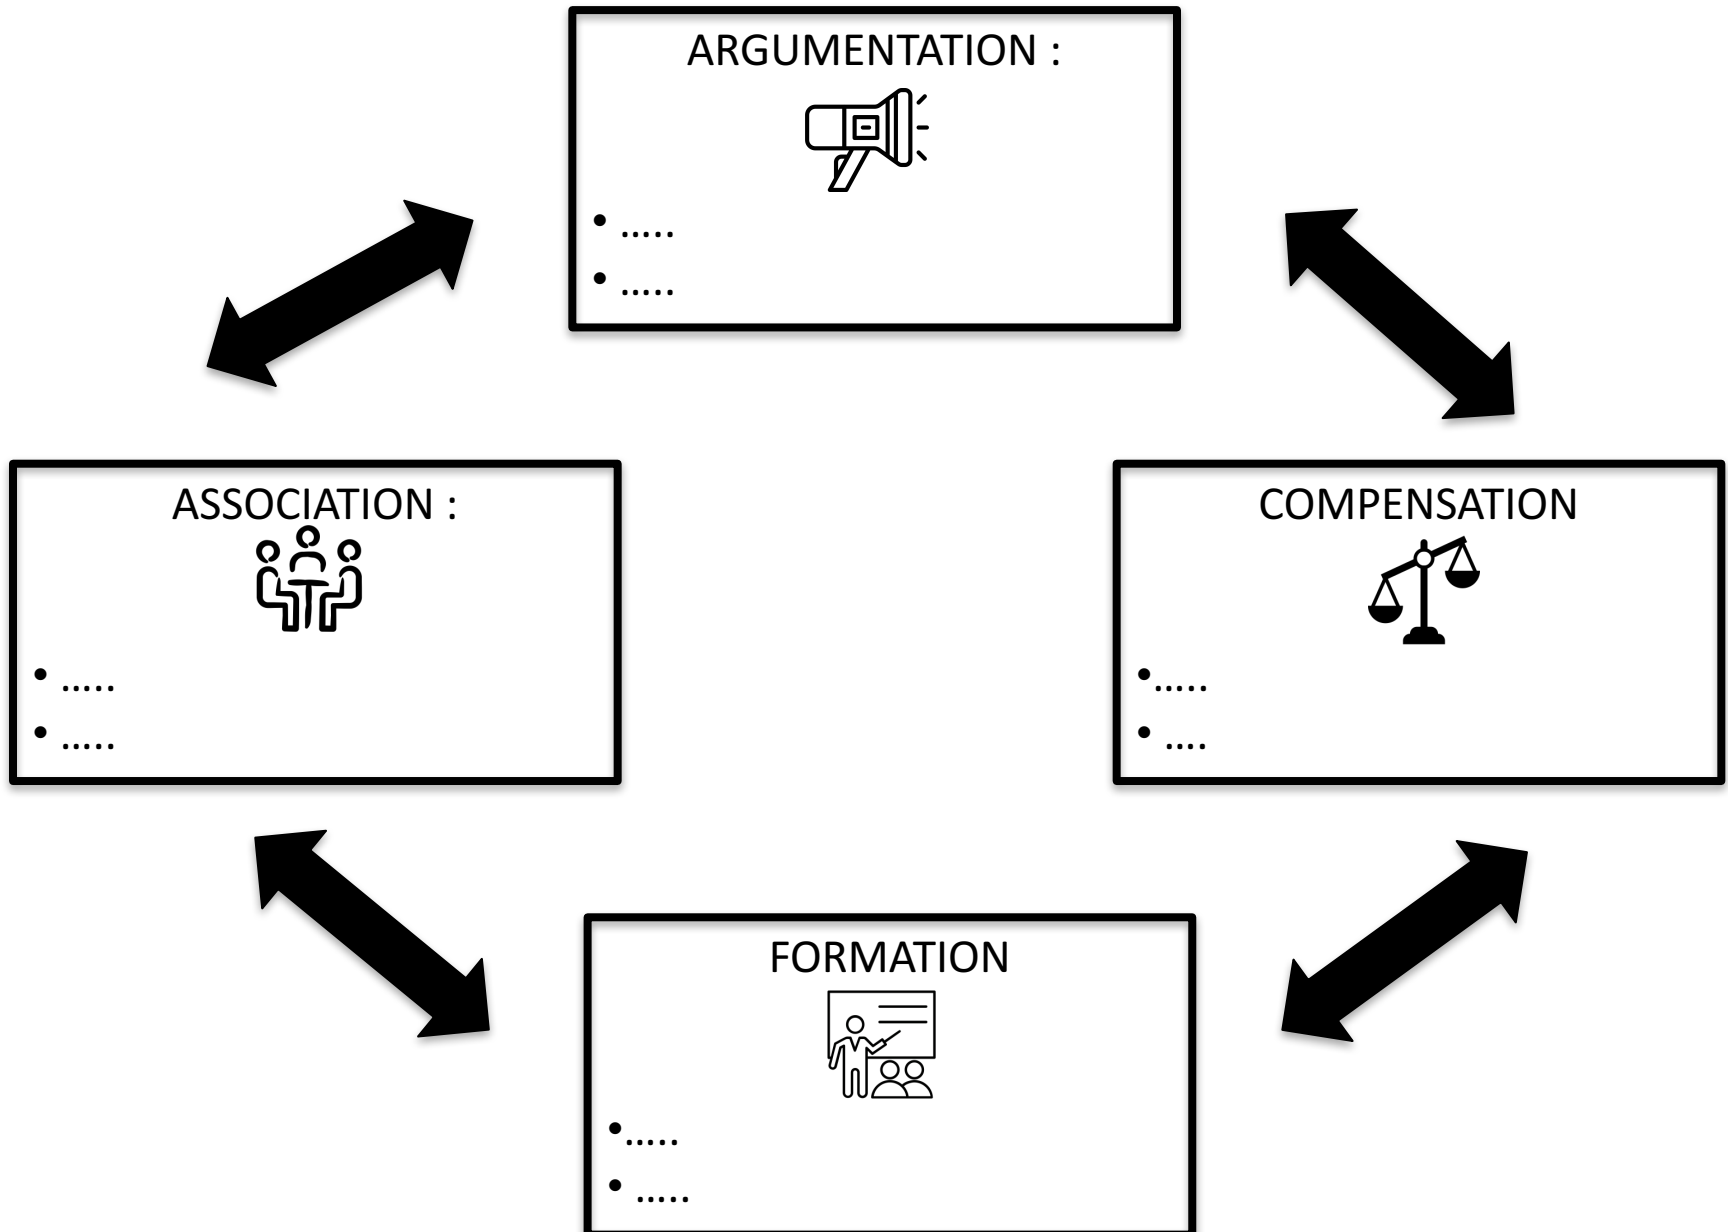 ARGUMENTATION :
• .....
• .....
ASSOCIATION :
• .....
• .....
COMPENSATION
•.....
• ....
FORMATION
•.....
• .....